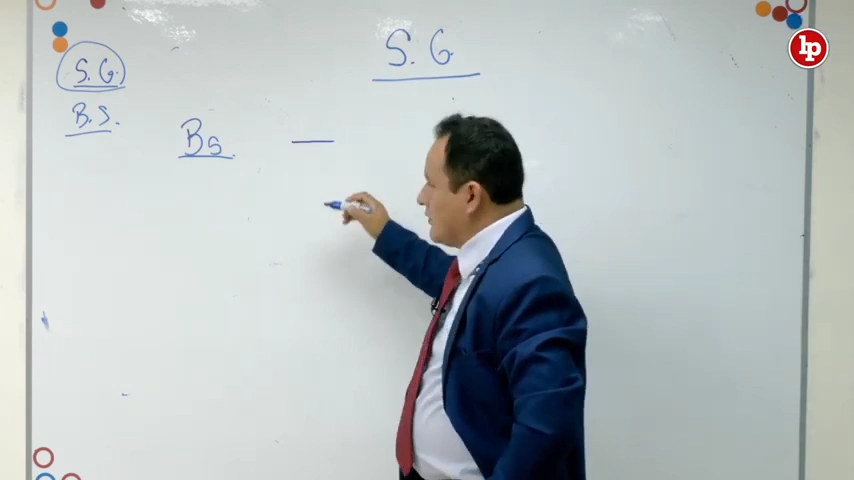 S. G.
S. G.
B. S.
Bs. —
lp